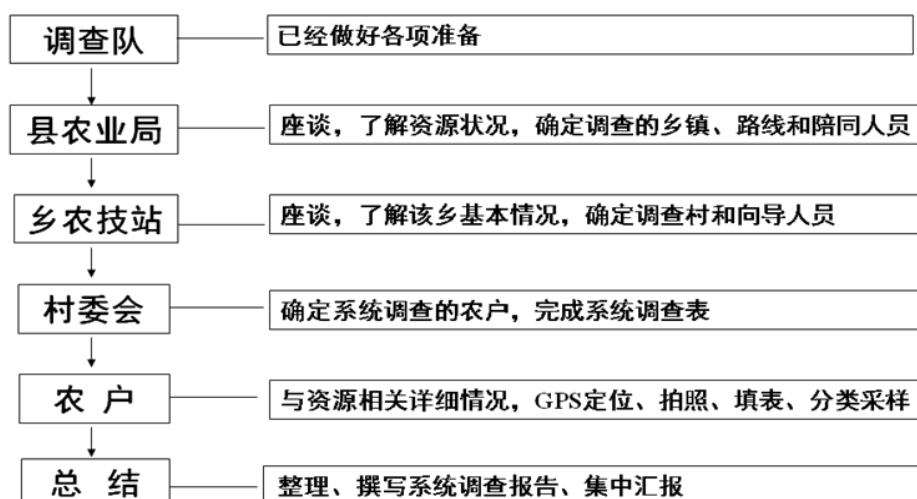 调查队
已经做好各项准备
县农业局
座谈，了解资源状况，确定调查的乡镇、路线和陪同人员
乡农技站
座谈，了解该乡基本情况，确定调查村和向导人员
村委会
确定系统调查的农户，完成系统调查表
农 户
与资源相关详细情况，GPS定位、拍照、填表、分类采样
总 结
整理、撰写系统调查报告、集中汇报